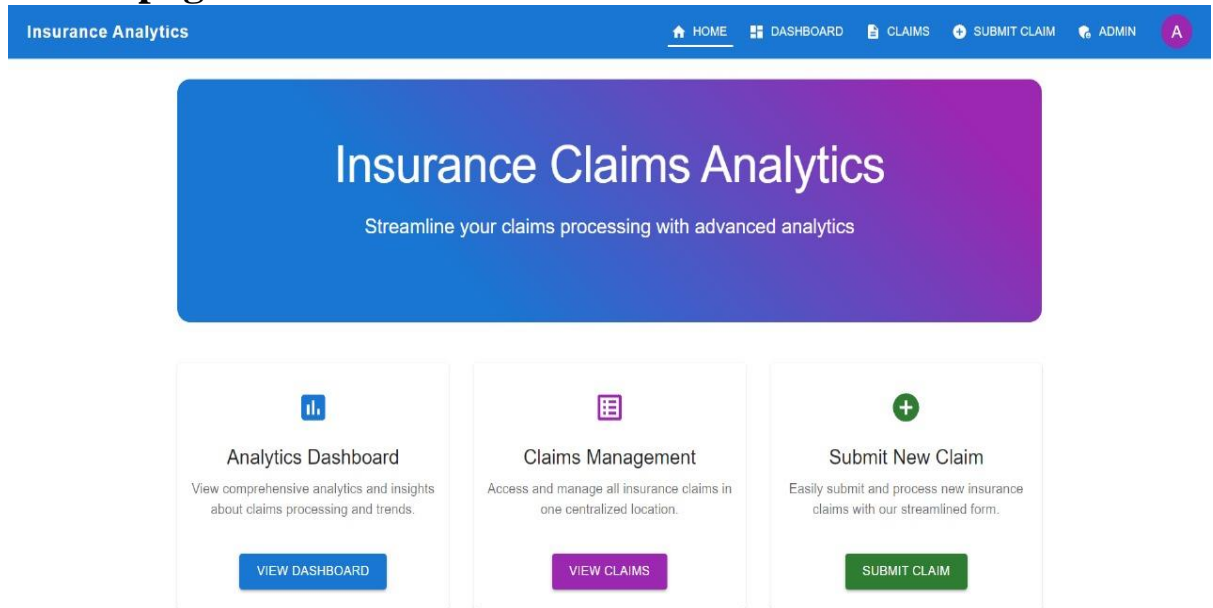 Insurance Analytics
HOME
DASHBOARD
CLAIMS
SUBMIT CLAIM
ADMIN
A
Insurance Claims Analytics
Streamline your claims processing with advanced analytics
Analytics Dashboard
View comprehensive analytics and insights
about claims processing and trends.
VIEW DASHBOARD
Claims Management
Access and manage all insurance claims in
one centralized location.
VIEW CLAIMS
Submit New Claim
Easily submit and process new insurance
claims with our streamlined form.
SUBMIT CLAIM